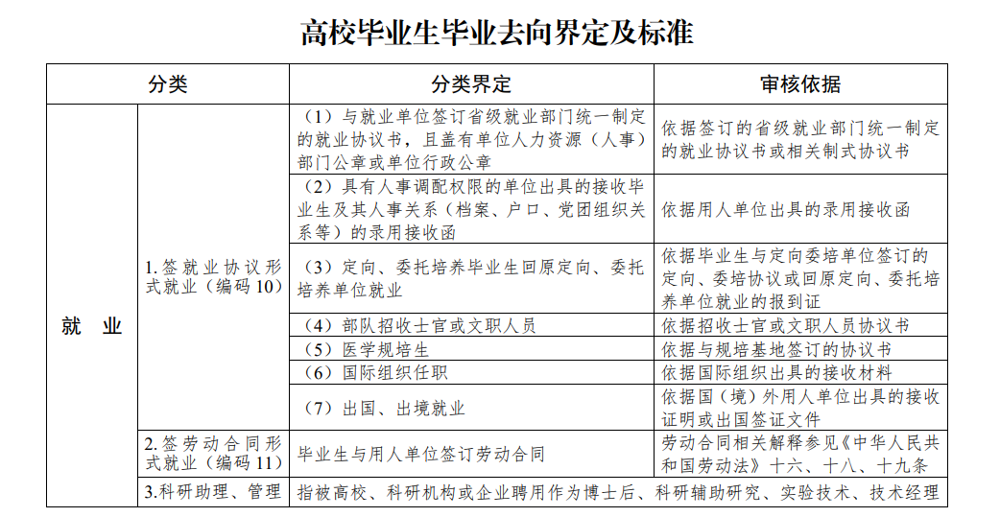 高校毕业生毕业去向界定及标准
分类
分类界定
审核依据
就 业
1.签就业协议形
式就业（编码10）
（1）与就业单位签订省级就业部门统一制定
的就业协议书，且盖有单位人力资源（人事）
部门公章或单位行政公章
依据签订的省级就业部门统一制定
的就业协议书或相关制式协议书
（2）具有人事调配权限的单位出具的接收毕
业生及其人事关系（档案、户口、党团组织关
系等）的录用接收函
依据用人单位出具的录用接收函
（3）定向、委托培养毕业生回原定向、委托
培养单位就业
依据毕业生与定向委培单位签订的
定向、委培协议或回原定向、委托培
养单位就业的报到证
（4）部队招收士官或文职人员
依据招收士官或文职人员协议书
（5）医学规培生
依据与规培基地签订的协议书
（6）国际组织任职
依据国际组织出具的接收材料
（7）出国、出境就业
依据国（境）外用人单位出具的接收
证明或出国签证文件
2.签劳动合同形
式就业（编码11）
毕业生与用人单位签订劳动合同
劳动合同相关解释参见《中华人民共
和国劳动法》十六、十八、十九条
3.科研助理、管理
指被高校、科研机构或企业聘用作为博士后、科研辅助研究、实验技术、技术经理